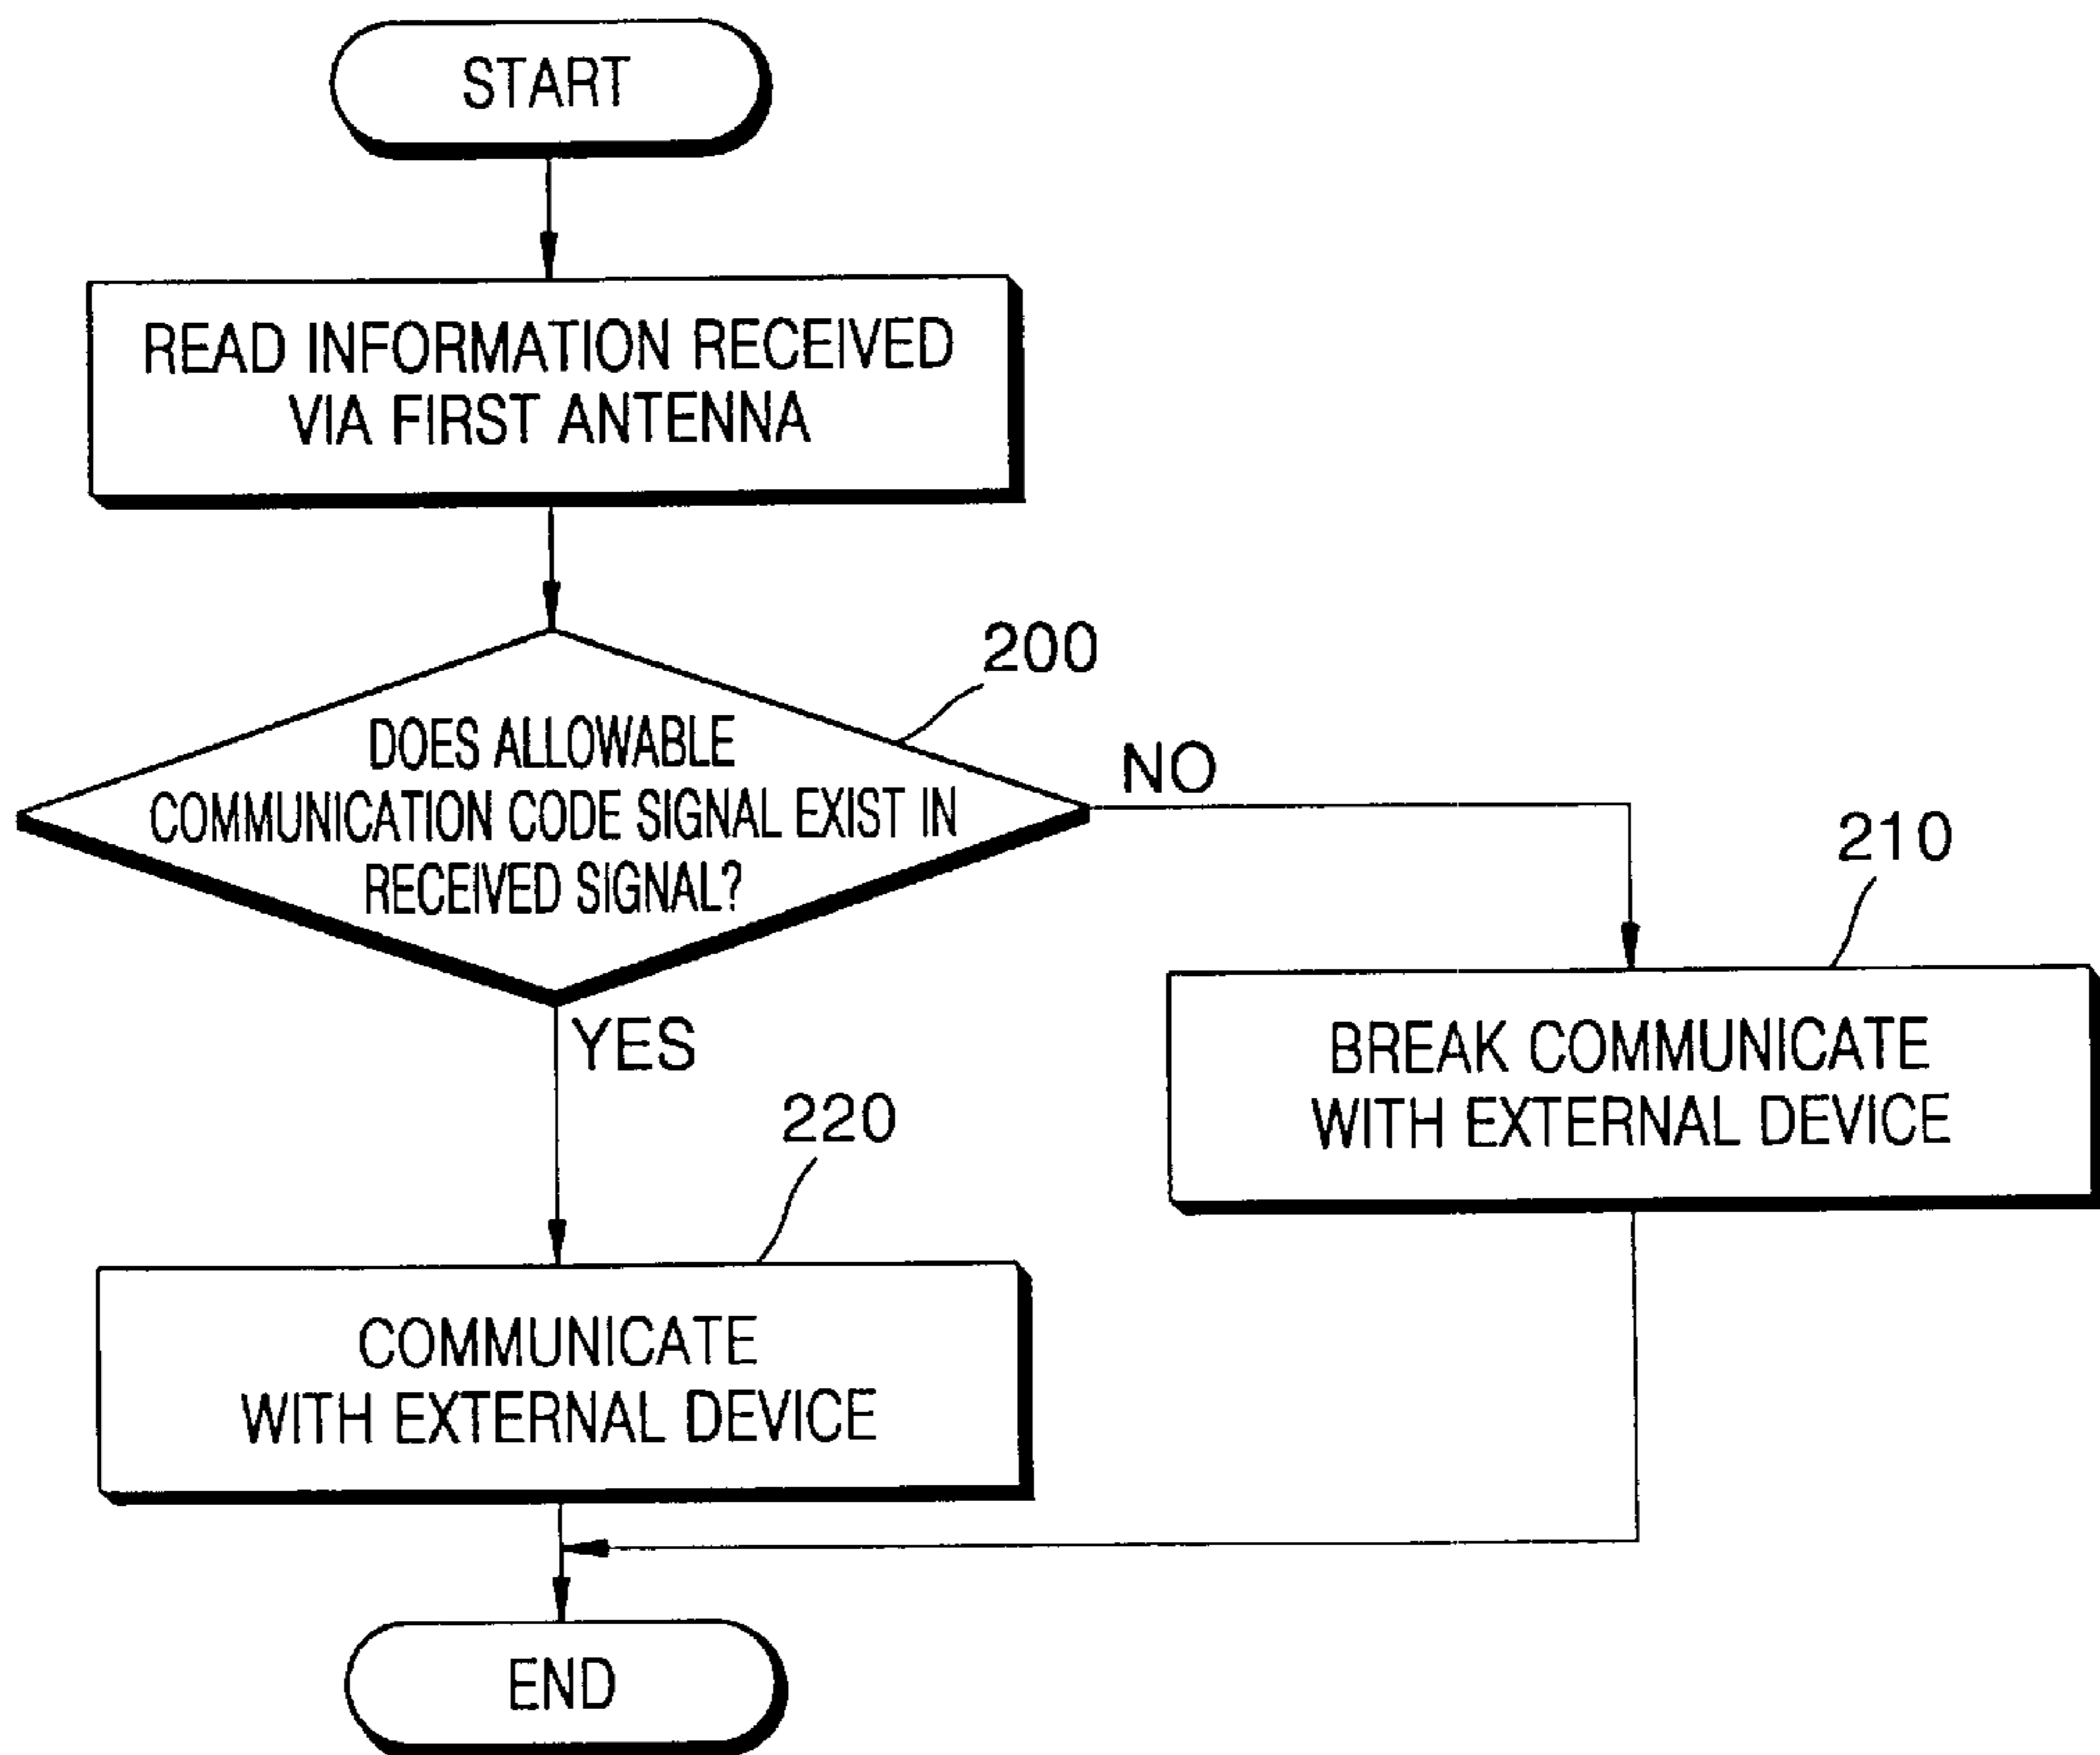 START
READ INFORMATION RECEIVED
VIA FIRST ANTENNA
200
DOES ALLOWABLE
COMMUNICATION CODE SIGNAL EXIST IN
RECEIVED SIGNAL?
NO
210
BREAK COMMUNICATE
WITH EXTERNAL DEVICE
YES
220
COMMUNICATE
WITH EXTERNAL DEVICE
END